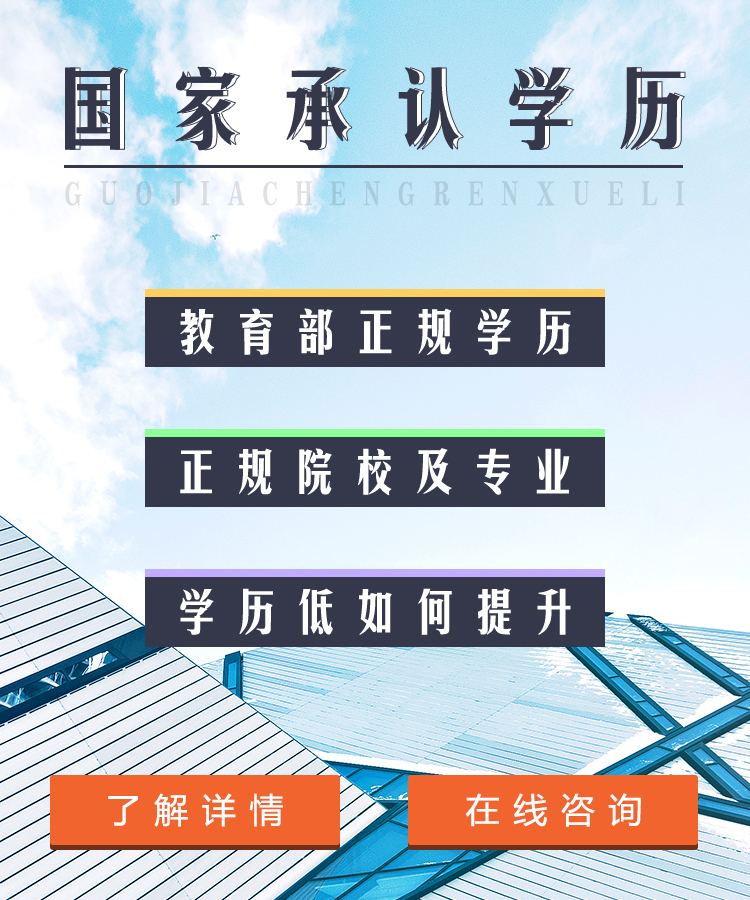 国家承认学历
GUOJIACHENGRENXUELI
教育部正规学历
正规院校及专业
学历低如何提升
了解详情
在线咨询